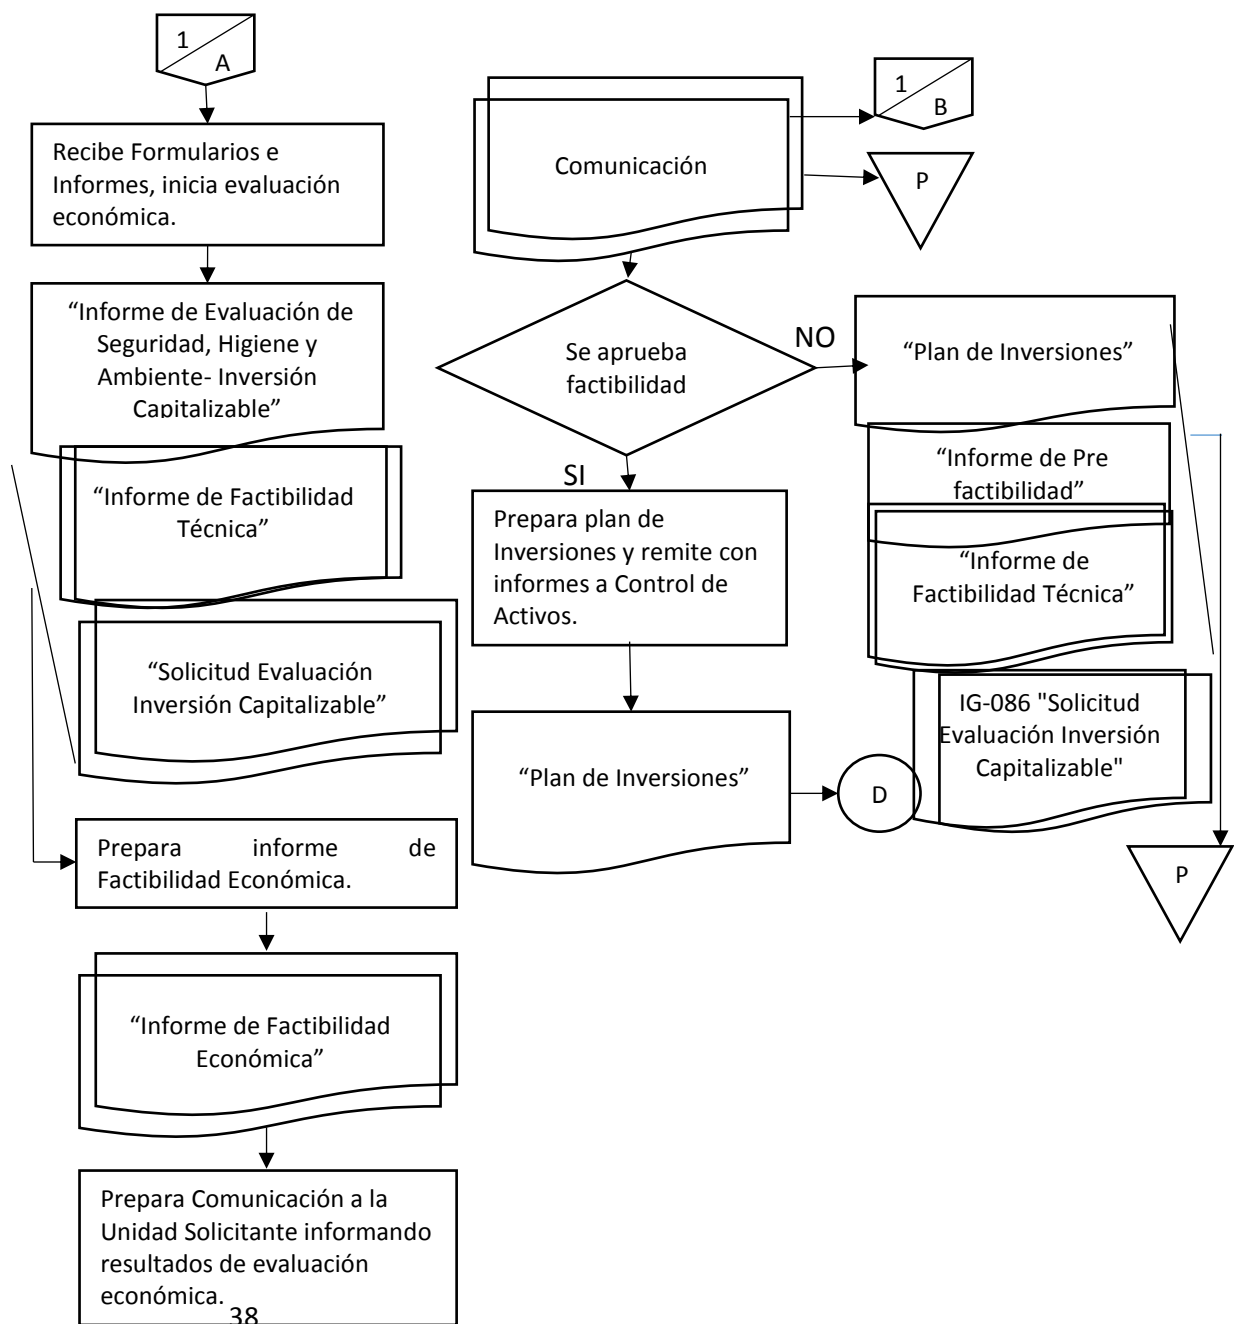 1
A
Recibe Formularios e
Informes, inicia evaluación
económica.
“Informe de Evaluación de
Seguridad, Higiene y
Ambiente- Inversión
Capitalizable”
“Informe de Factibilidad
Técnica”
“Solicitud Evaluación
Inversión Capitalizable”
Prepara informe de
Factibilidad Económica.
“Informe de Factibilidad
Económica”
Prepara Comunicación a la
Unidad Solicitante informando
resultados de evaluación
económica.
38
Comunicación
1
B
P
Se aprueba
factibilidad
NO
SI
Prepara plan de
Inversiones y remite con
informes a Control de
Activos.
“Plan de Inversiones”
D
“Plan de Inversiones”
“Informe de Pre
factibilidad”
“Informe de
Factibilidad Técnica”
IG-086 "Solicitud
Evaluación Inversión
Capitalizable"
P